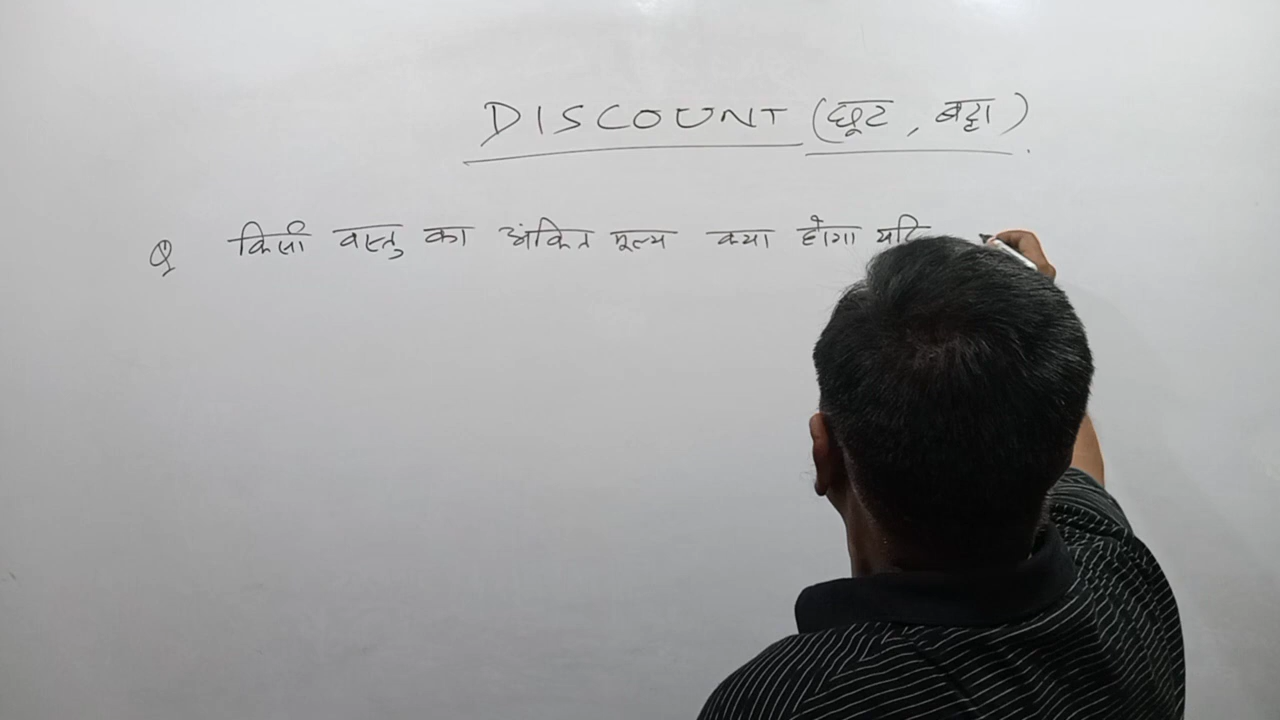 DISCOUNT (छूट, बट्टा)
Q किसी वस्तु का अंकित मूल्य क्या होगा यदि